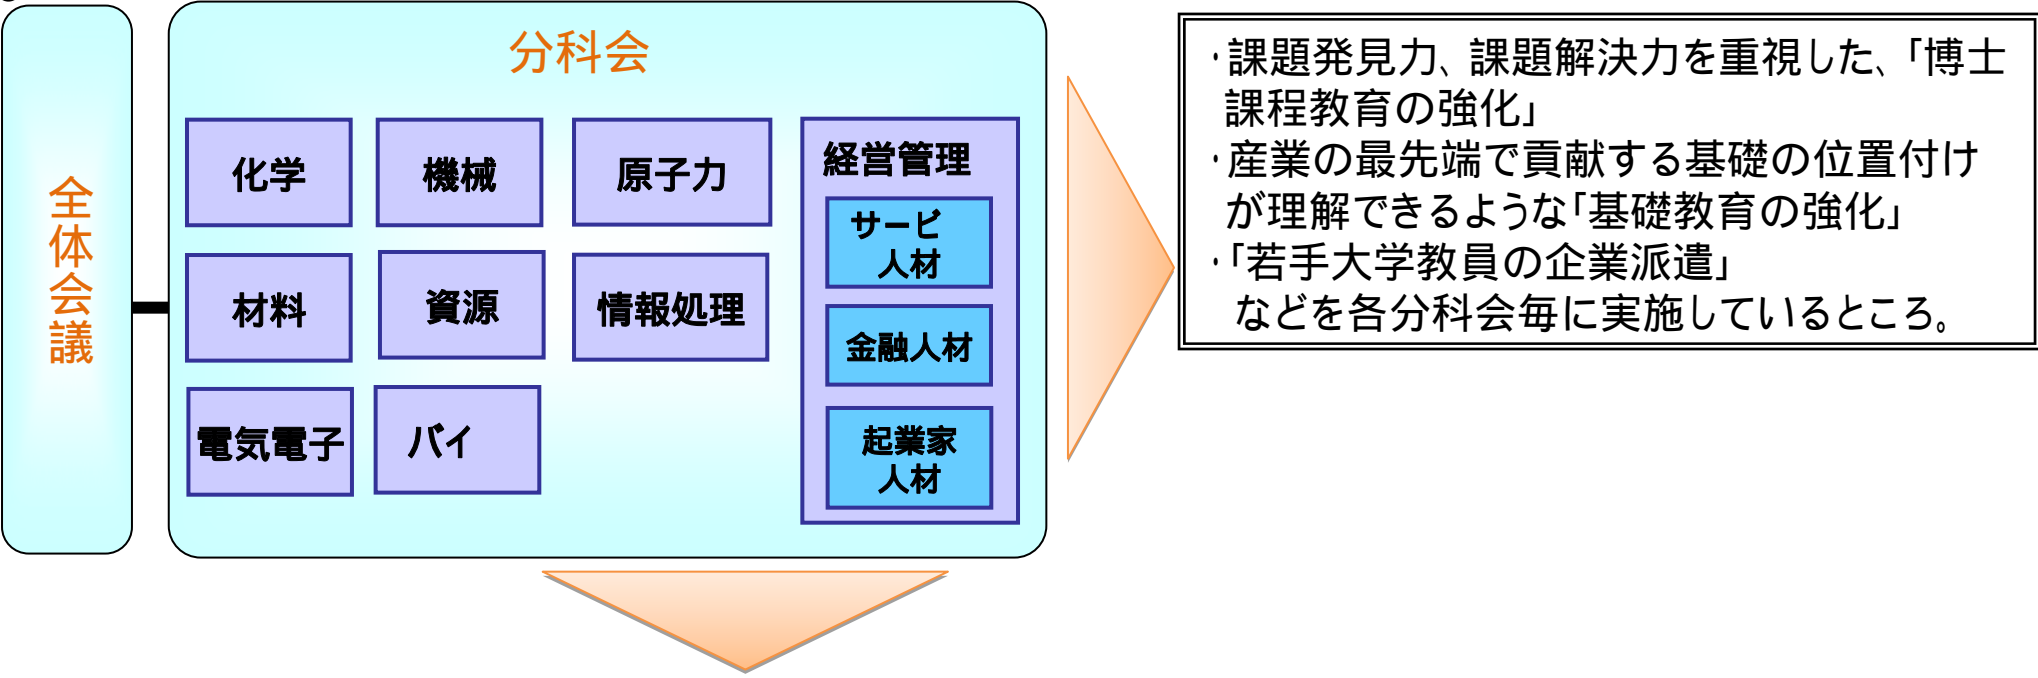 全体会議
分科会
化学
機械
原子力
材料
資源
情報処理
電気電子
バイ
経営管理
サービ
人材
金融人材
起業家
人材
・課題発見力、課題解決力を重視した、「博士
課程教育の強化」
・産業の最先端で貢献する基礎の位置付け
が理解できるような「基礎教育の強化」
・「若手大学教員の企業派遣」
などを各分科会毎に実施しているところ。